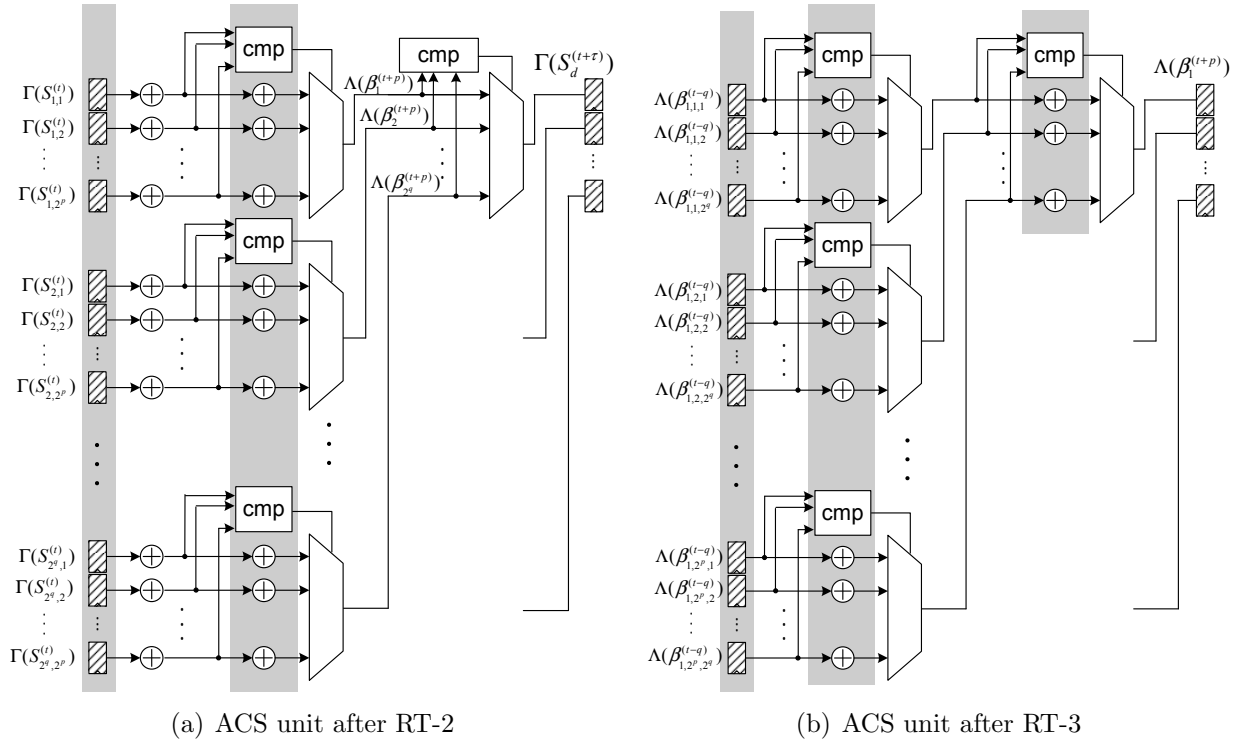 cmp
cmp
Γ(S_{1,1}^{(t)})
Γ(S_{1,2}^{(t)})
Γ(S_{1,2^p}^{(t)})
Λ(β_1^{(t+p)})
Λ(β_2^{(t+p)})
Λ(β_{2^q}^{(t+p)})
Γ(S_d^{(t+τ)})
cmp
Γ(S_{2,1}^{(t)})
Γ(S_{2,2}^{(t)})
Γ(S_{2,2^p}^{(t)})
cmp
Γ(S_{2^q,1}^{(t)})
Γ(S_{2^q,2}^{(t)})
Γ(S_{2^q,2^p}^{(t)})
(a) ACS unit after RT-2
cmp
cmp
Λ(β_{1,1,1}^{(t-q)})
Λ(β_{1,1,2}^{(t-q)})
Λ(β_{1,1,2^q}^{(t-q)})
Λ(β_1^{(t+p)})
cmp
Λ(β_{1,2,1}^{(t-q)})
Λ(β_{1,2,2}^{(t-q)})
Λ(β_{1,2,2^q}^{(t-q)})
cmp
Λ(β_{1,2^p,1}^{(t-q)})
Λ(β_{1,2^p,2}^{(t-q)})
Λ(β_{1,2^p,2^q}^{(t-q)})
(b) ACS unit after RT-3